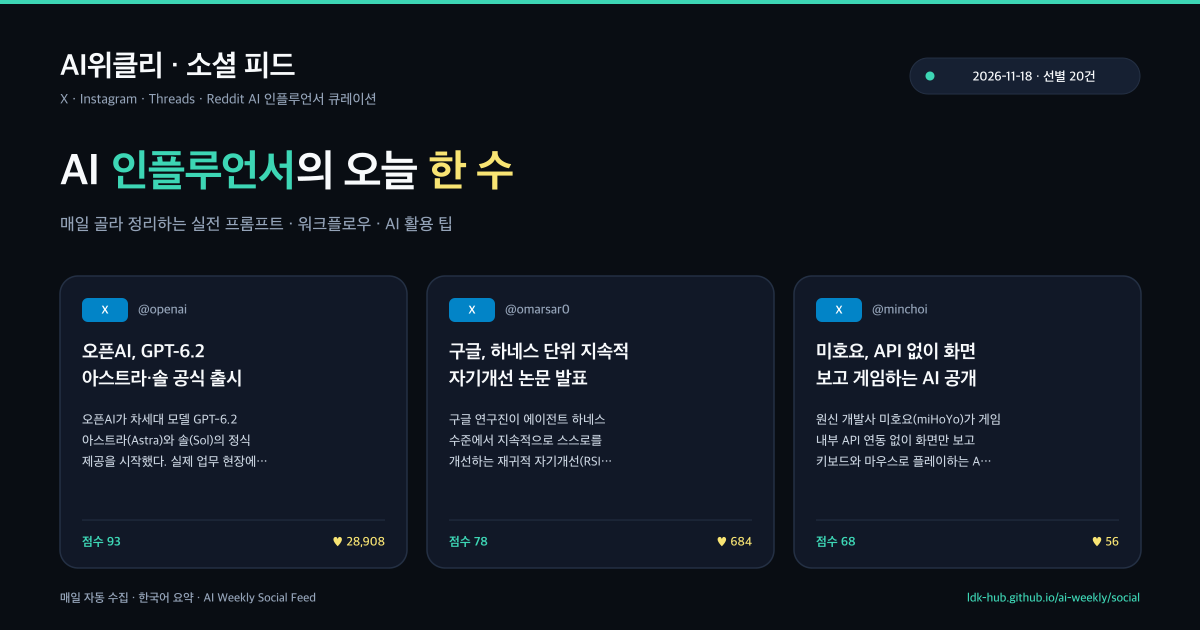 AI위클리 · 소셜 피드
X · Instagram · Threads · Reddit AI 인플루언서 큐레이션
2026-11-18 · 선별 20건
AI 인플루언서의 오늘 한 수
매일 골라 정리하는 실전 프롬프트 · 워크플로우 · AI 활용 팁
X @openai
오픈AI, GPT-6.2
아스트라·솔 공식 출시
오픈AI가 차세대 모델 GPT-6.2
아스트라(Astra)와 솔(Sol)의 정식
제공을 시작했다. 실제 업무 현장에…
점수 93 ♥ 28,908
X @omarsar0
구글, 하네스 단위 지속적
자기개선 논문 발표
구글 연구진이 에이전트 하네스
수준에서 지속적으로 스스로를
개선하는 재귀적 자기개선(RSI…
점수 78 ♥ 684
X @minchoi
미호요, API 없이 화면
보고 게임하는 AI 공개
원신 개발사 미호요(miHoYo)가 게임
내부 API 연동 없이 화면만 보고
키보드와 마우스로 플레이하는 A…
점수 68 ♥ 56
매일 자동 수집 · 한국어 요약 · AI Weekly Social Feed
ldk-hub.github.io/ai-weekly/social